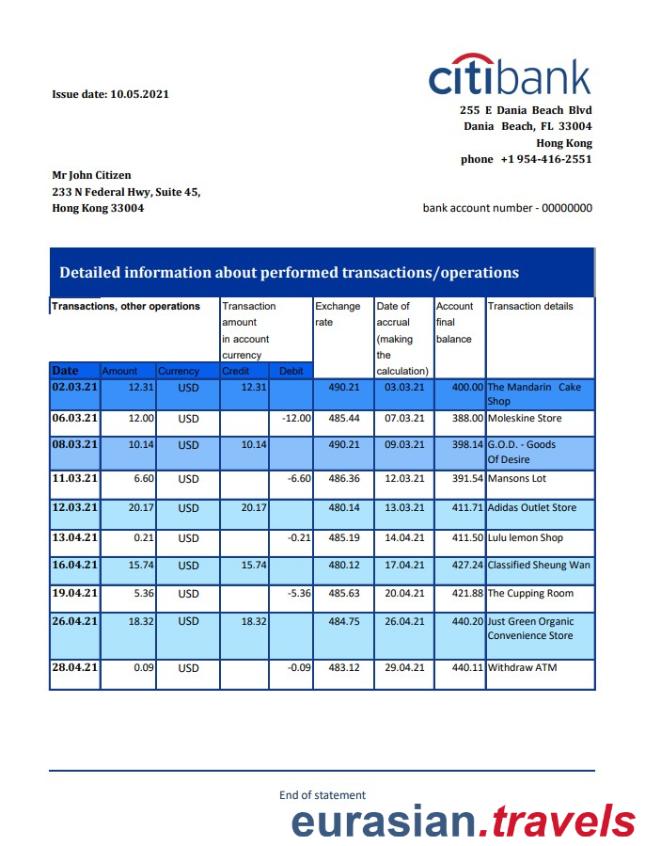 citibank
Issue date: 10.05.2021
255 E Dania Beach Blvd
Dania Beach, FL 33004
Hong Kong
phone +1 954-416-2551
Mr John Citizen
233 N Federal Hwy, Suite 45,
Hong Kong 33004
bank account number - 00000000
Detailed information about performed transactions/operations
Transactions, other operations
Transaction
amount
in account
currency
Exchange
rate
Date of
accrual
(making
the
calculation)
Account
final
balance
Transaction details
Date Amount Currency Credit Debit
02.03.21 12.31 USD 12.31 490.21 03.03.21 400.00 The Mandarin Cake
Shop
06.03.21 12.00 USD -12.00 485.44 07.03.21 388.00 Moleskine Store
08.03.21 10.14 USD 10.14 490.21 09.03.21 398.14 G.O.D. - Goods
Of Desire
11.03.21 6.60 USD -6.60 486.36 12.03.21 391.54 Mansons Lot
12.03.21 20.17 USD 20.17 480.14 13.03.21 411.71 Adidas Outlet Store
13.04.21 0.21 USD -0.21 485.19 14.04.21 411.50 Lulu lemon Shop
16.04.21 15.74 USD 15.74 480.12 17.04.21 427.24 Classified Sheung Wan
19.04.21 5.36 USD -5.36 485.63 20.04.21 421.88 The Cupping Room
26.04.21 18.32 USD 18.32 484.75 26.04.21 440.20 Just Green Organic
Convenience Store
28.04.21 0.09 USD -0.09 483.12 29.04.21 440.11 Withdraw ATM
End of statement
eurasian.travels